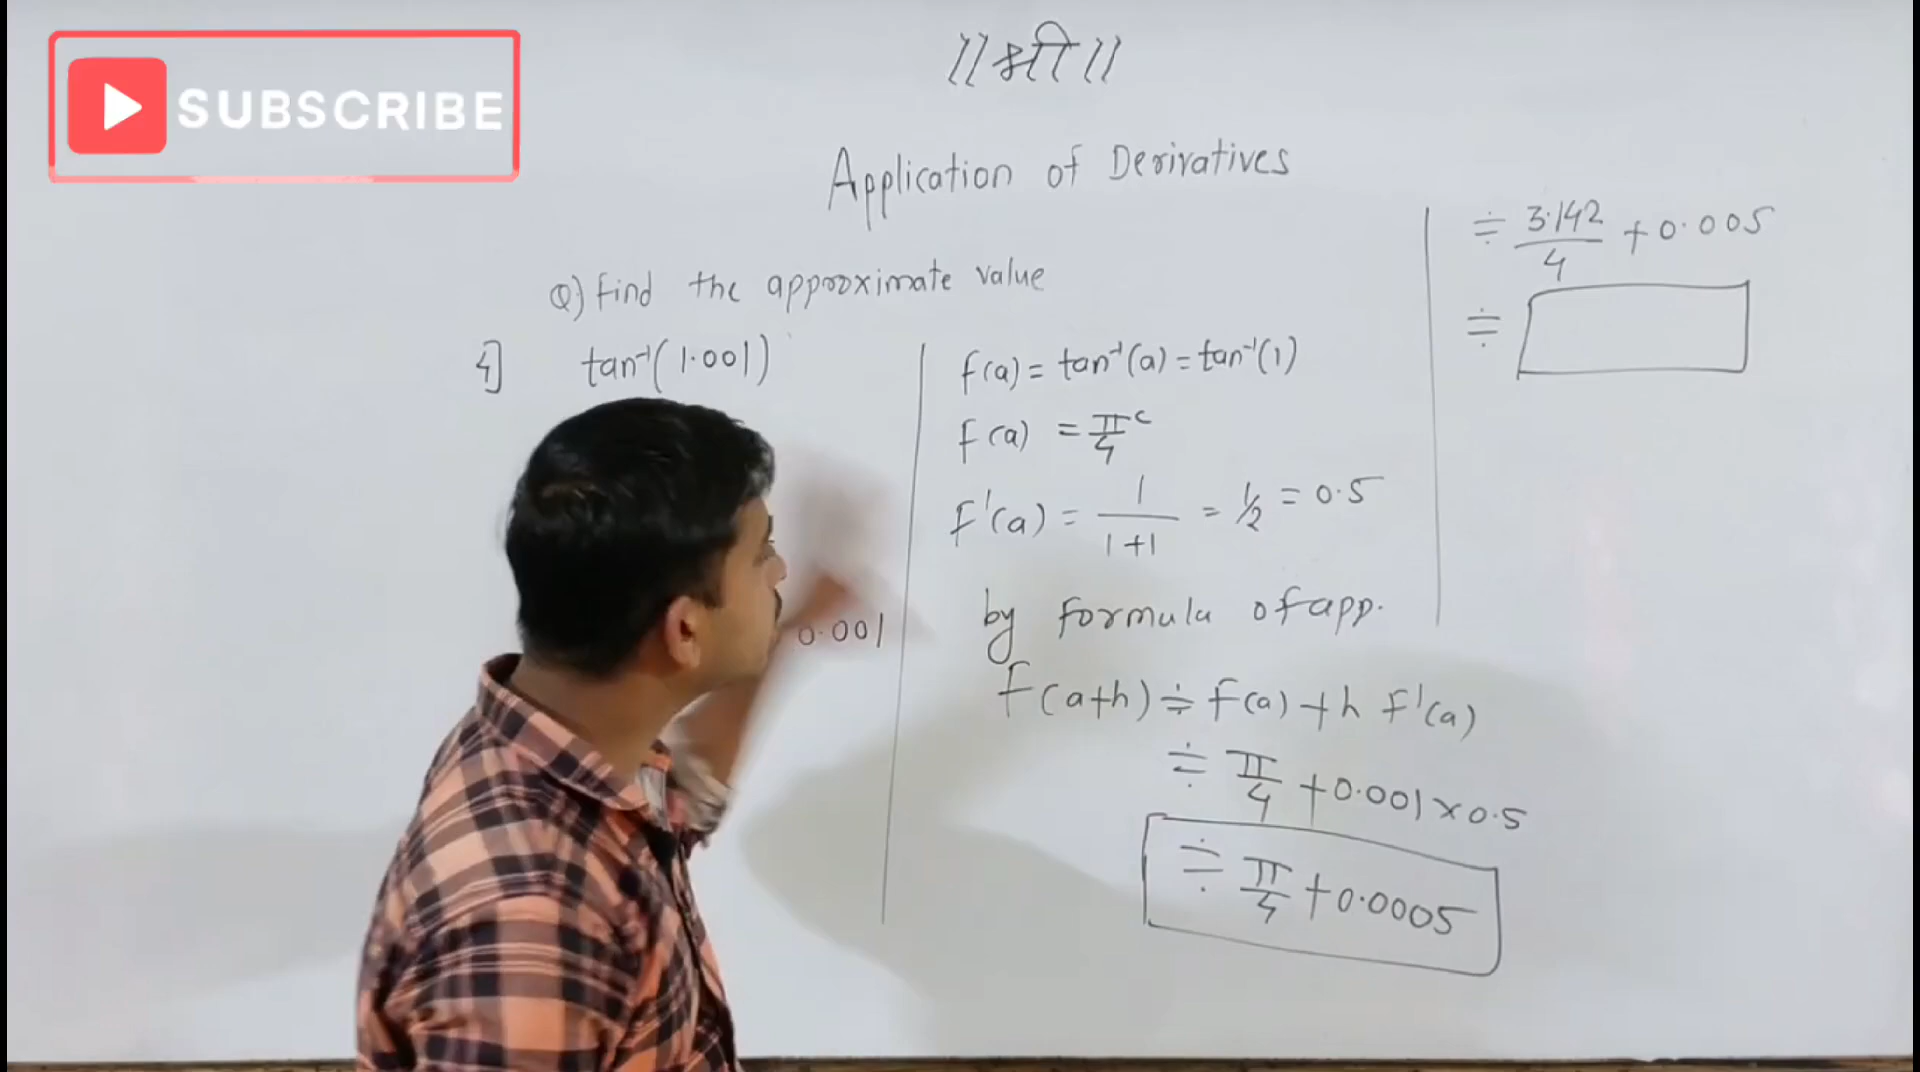 SUBSCRIBE
॥ श्री ॥
Application of Derivatives
Q) Find the approximate value
4] tan⁻¹(1.001)
0.001
f(a) = tan⁻¹(a) = tan⁻¹(1)
f(a) = π/4 ᶜ
F'(a) = 1/(1+1) = 1/2 = 0.5
by formula of app.
f(a+h) ≑ f(a) + h F'(a)
≑ π/4 + 0.001 × 0.5
≑ π/4 + 0.0005
≑ 3.142/4 + 0.005
≑